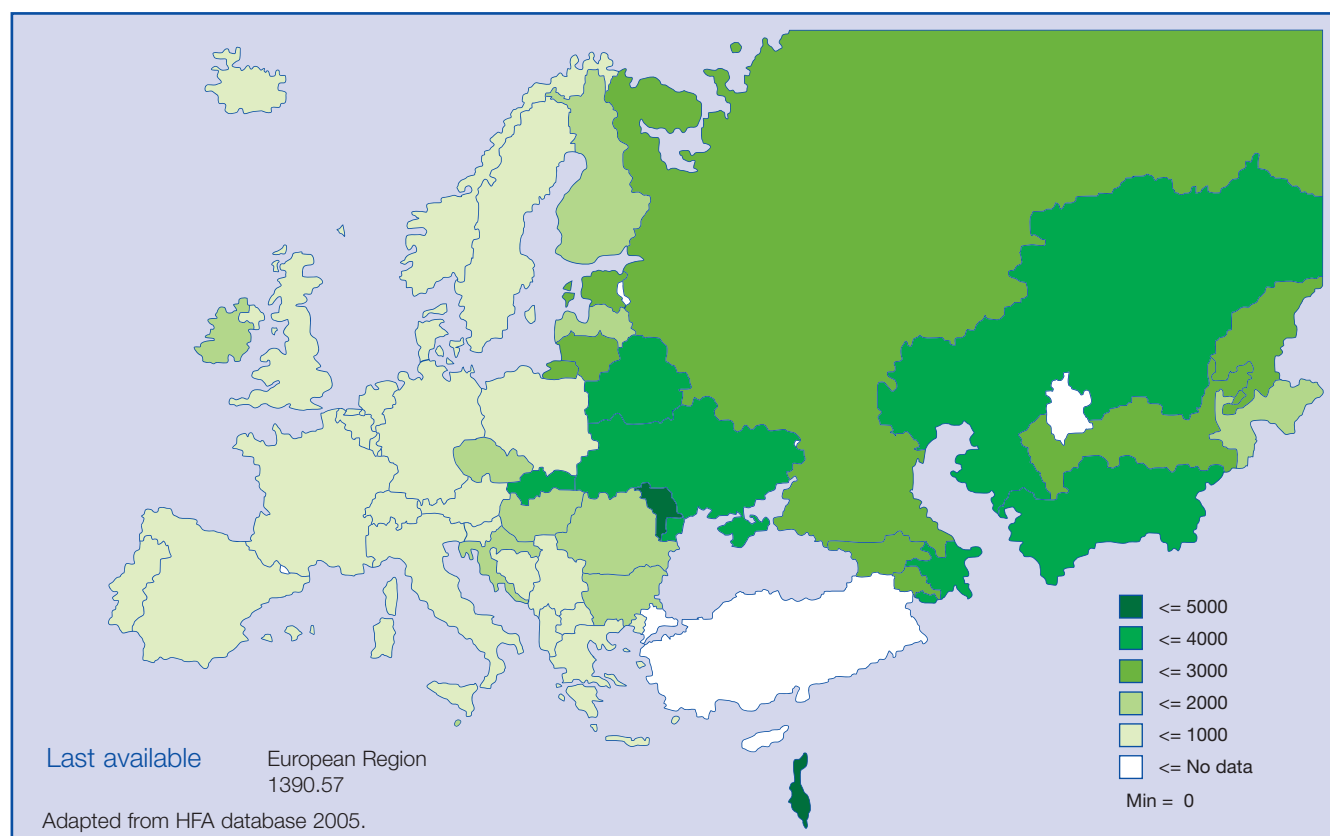 <= 5000
<= 4000
<= 3000
<= 2000
<= 1000
<= No data
Min = 0
Last available
European Region
1390.57
Adapted from HFA database 2005.